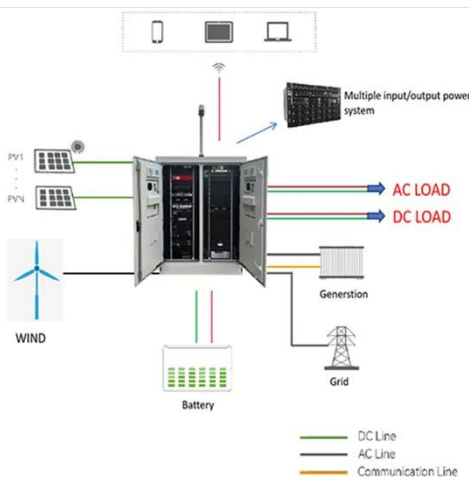 Multiple input/output power
system
PV1
PVN
AC LOAD
DC LOAD
WIND
Generstion
Grid
Battery
DC Line
AC Line
Communication Line